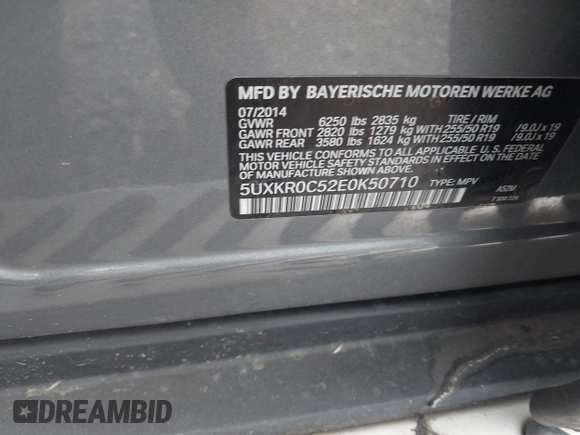 MFD BY BAYERISCHE MOTOREN WERKE AG
07/2014
GVWR 6250 lbs 2835 kg TIRE / RIM
GAWR FRONT 2820 lbs 1279 kg WITH 255/50 R19 /9.0J x 19
GAWR REAR 3580 lbs 1624 kg WITH 255/50 R19 /9.0J x 19
THIS VEHICLE CONFORMS TO ALL APPLICABLE U.S. FEDERAL
MOTOR VEHICLE SAFETY STANDARDS IN EFFECT
ON THE DATE OF MANUFACTURE SHOWN ABOVE.
5UXKR0C52E0K50710 TYPE: MPV
DREAMBID